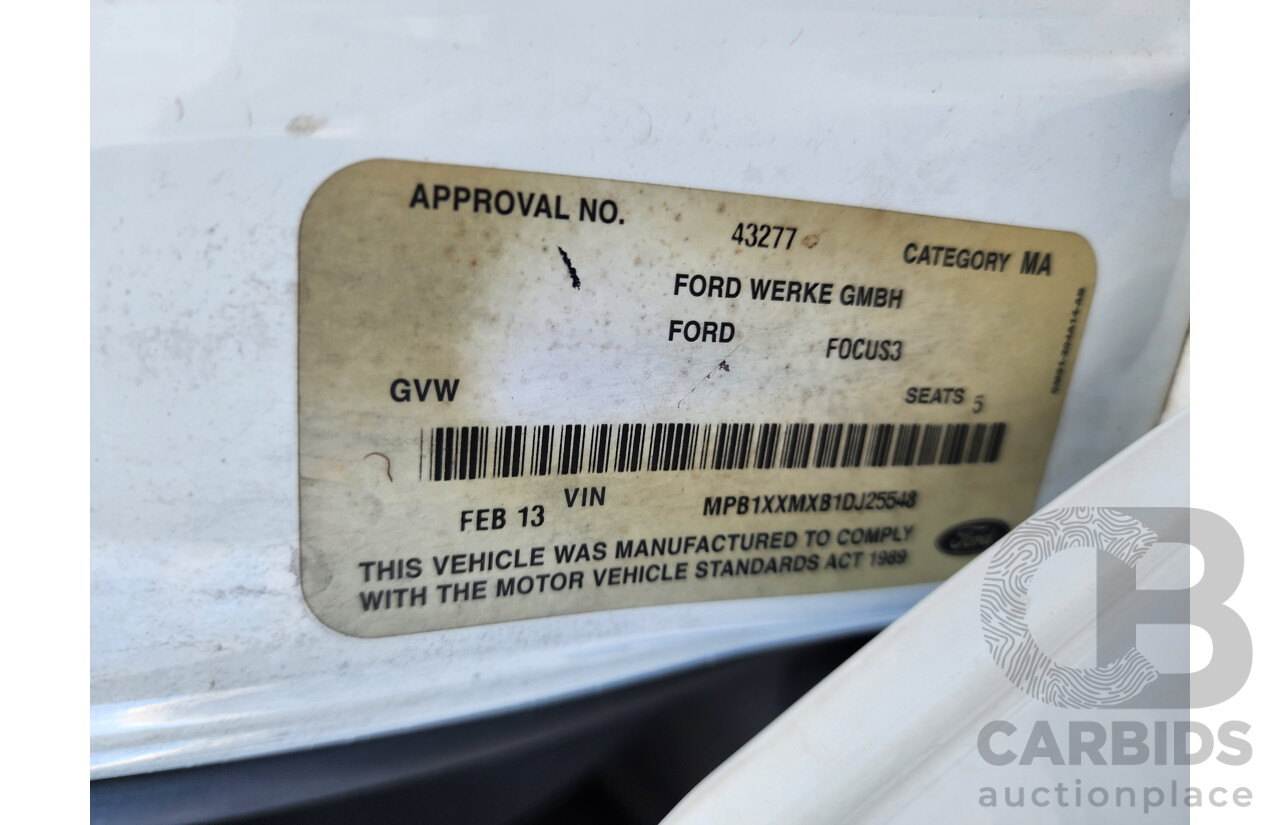 APPROVAL NO.
43277
CATEGORY MA
FORD WERKE GMBH
FORD
FOCUS3
GVW
SEATS 5
FEB 13
VIN
MPB1XXMXB1DJ25548
THIS VEHICLE WAS MANUFACTURED TO COMPLY
WITH THE MOTOR VEHICLE STANDARDS ACT 1989
Ford
CB
CARBIDS
auctionplace